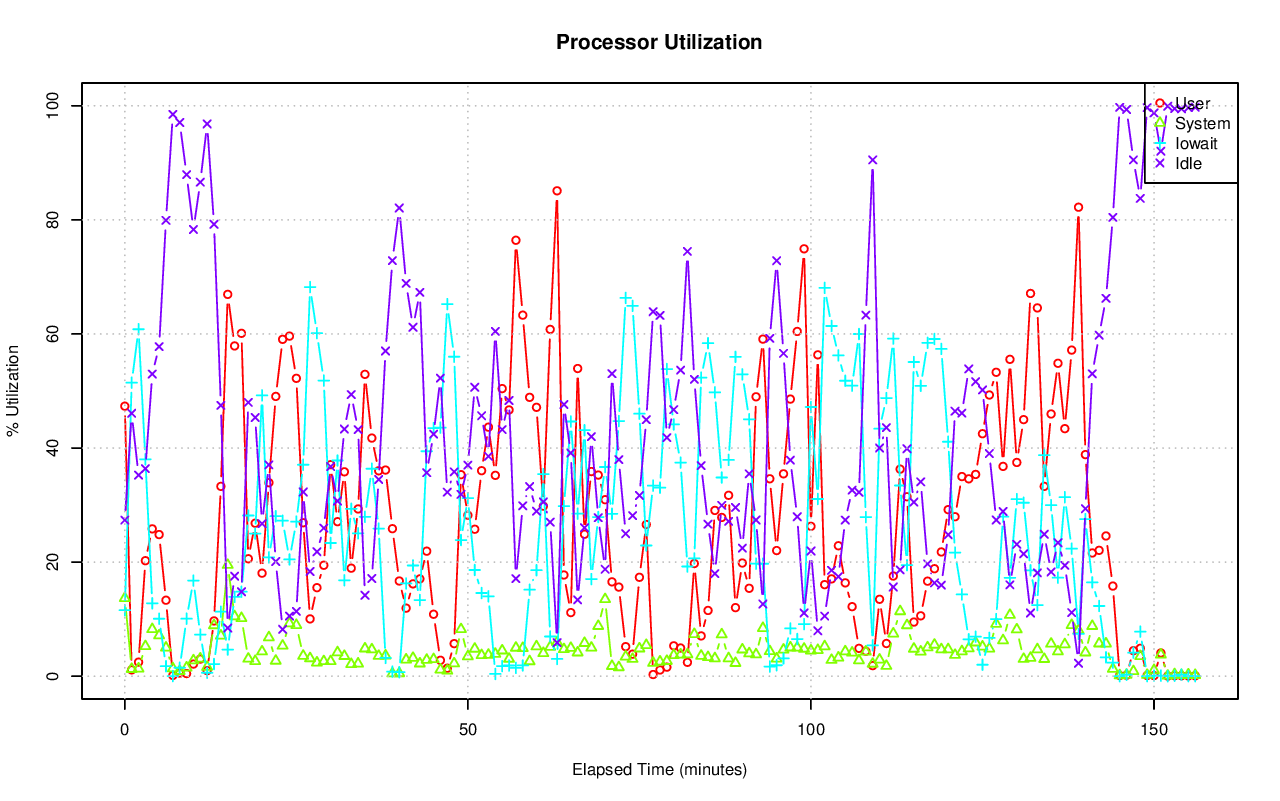 Processor Utilization
% Utilization
100
80
60
40
20
0
User
System
Iowait
Idle
0 50 100 150
Elapsed Time (minutes)